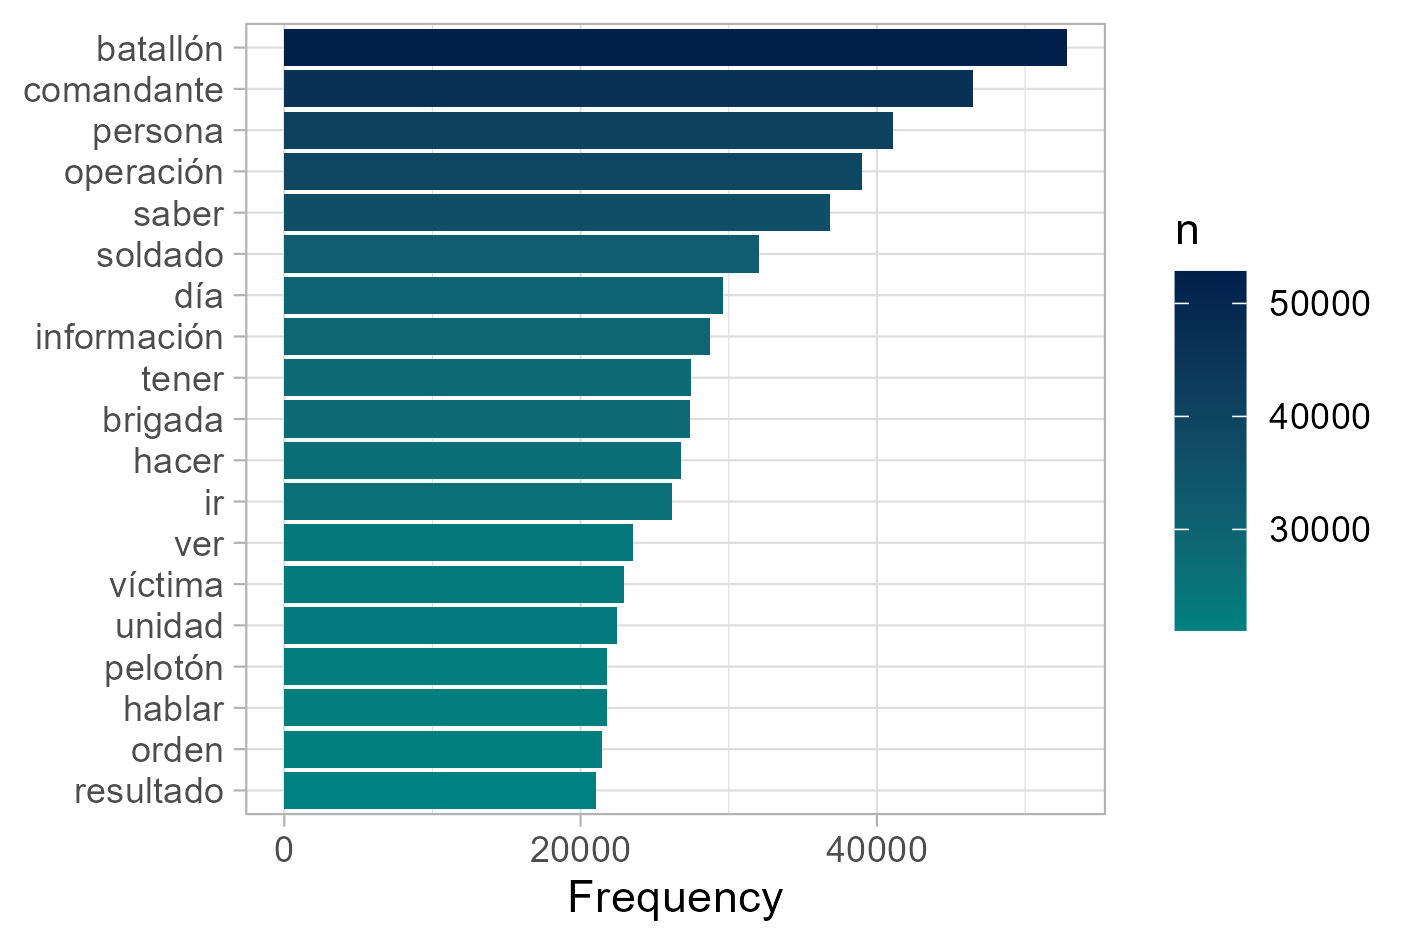 batallón
comandante
persona
operación
saber
soldado
día
información
tener
brigada
hacer
ir
ver
víctima
unidad
pelotón
hablar
orden
resultado
0 20000 40000
Frequency
n
50000
40000
30000